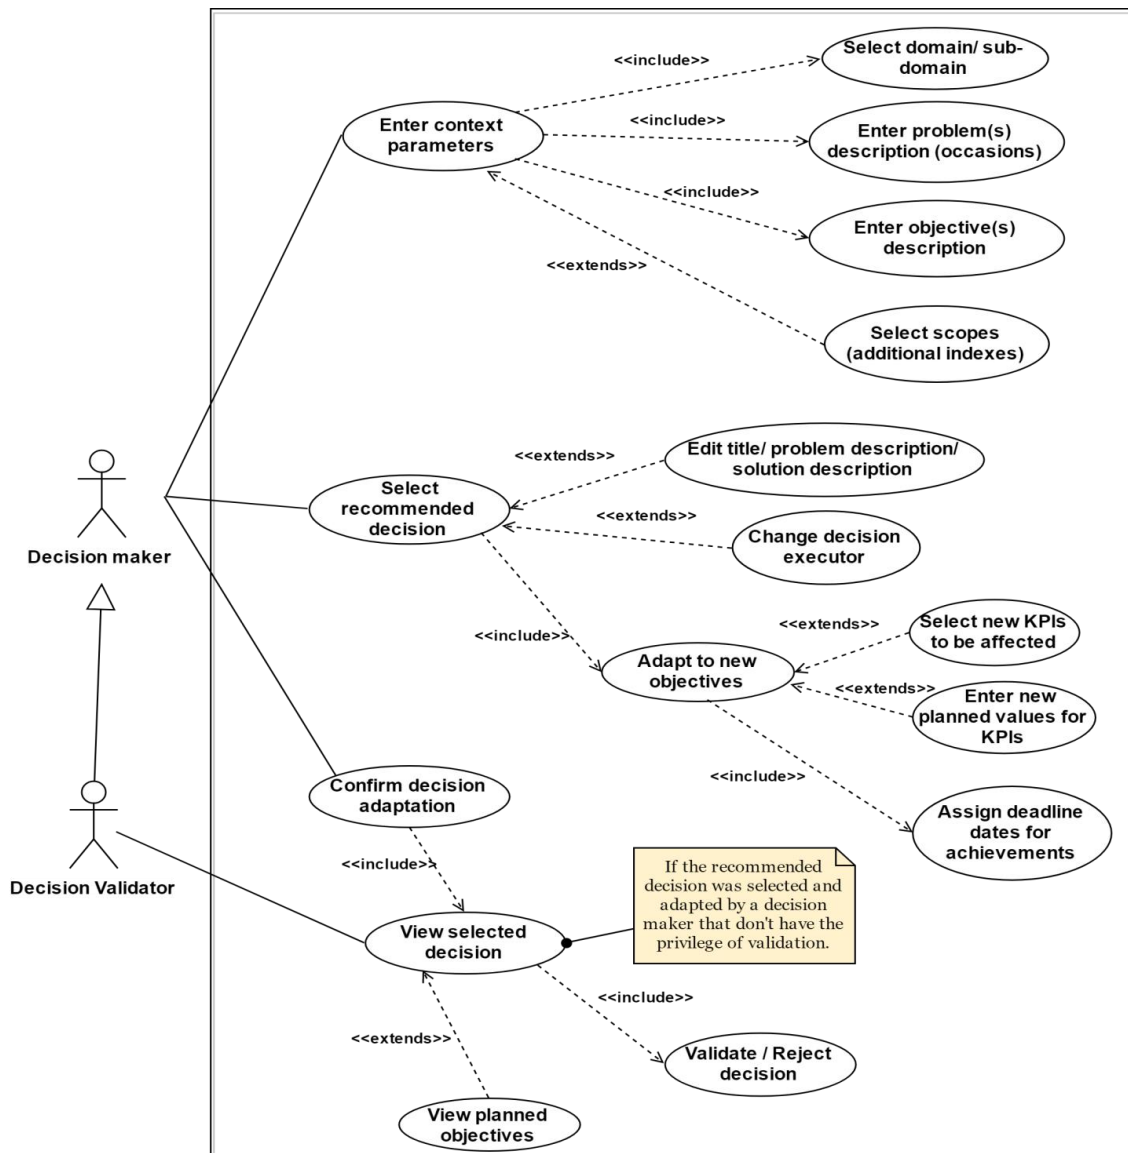 Select domain/ sub-
domain
<<include>>
Enter context
parameters
<<include>>
Enter problem(s)
description (occasions)
<<include>>
Enter objective(s)
description
<<extends>>
Select scopes
(additional indexes)
Edit title/ problem description/
solution description
<<extends>>
Select
recommended
decision
<<extends>>
Change decision
executor
Decision maker
<<include>>
Select new KPIs
to be affected
<<extends>>
Adapt to new
objectives
<<extends>>
Enter new
planned values for
KPIs
<<include>>
Confirm decision
adaptation
Assign deadline
dates for
achievements
Decision Validator
<<include>>
If the recommended
decision was selected and
adapted by a decision
maker that don't have the
privilege of validation.
View selected
decision
<<include>>
<<extends>>
Validate / Reject
decision
View planned
objectives